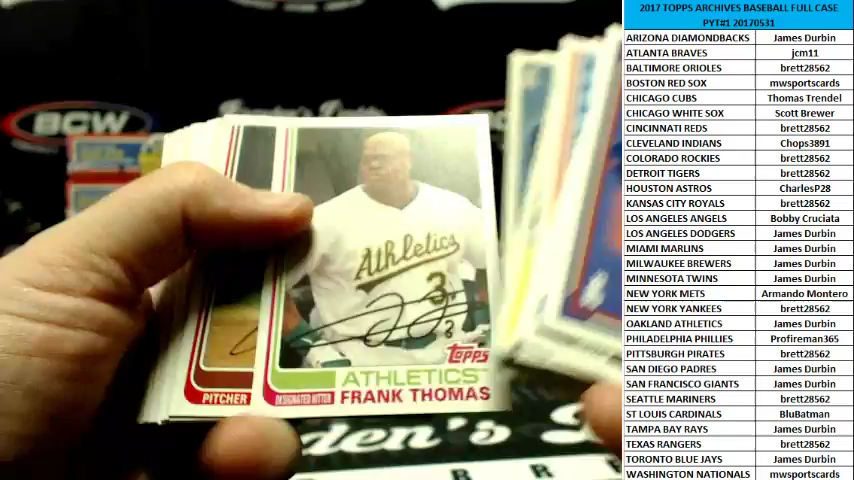 2017 TOPPS ARCHIVES BASEBALL FULL CASE
PYT#1 20170531
ARIZONA DIAMONDBACKS James Durbin
ATLANTA BRAVES jcm11
BALTIMORE ORIOLES brett28562
BOSTON RED SOX mwsportscards
CHICAGO CUBS Thomas Trendel
CHICAGO WHITE SOX Scott Brewer
CINCINNATI REDS brett28562
CLEVELAND INDIANS Chops3891
COLORADO ROCKIES brett28562
DETROIT TIGERS brett28562
HOUSTON ASTROS CharlesP28
KANSAS CITY ROYALS brett28562
LOS ANGELES ANGELS Bobby Cruciata
LOS ANGELES DODGERS James Durbin
MIAMI MARLINS James Durbin
MILWAUKEE BREWERS James Durbin
MINNESOTA TWINS James Durbin
NEW YORK METS Armando Montero
NEW YORK YANKEES brett28562
OAKLAND ATHLETICS James Durbin
PHILADELPHIA PHILLIES Profireman365
PITTSBURGH PIRATES brett28562
SAN DIEGO PADRES James Durbin
SAN FRANCISCO GIANTS James Durbin
SEATTLE MARINERS brett28562
ST LOUIS CARDINALS BluBatman
TAMPA BAY RAYS James Durbin
TEXAS RANGERS brett28562
TORONTO BLUE JAYS James Durbin
WASHINGTON NATIONALS mwsportscards
BCW
Athletics
3
3
Topps
ATHLETICS
DESIGNATED HITTER FRANK THOMAS
PITCHER